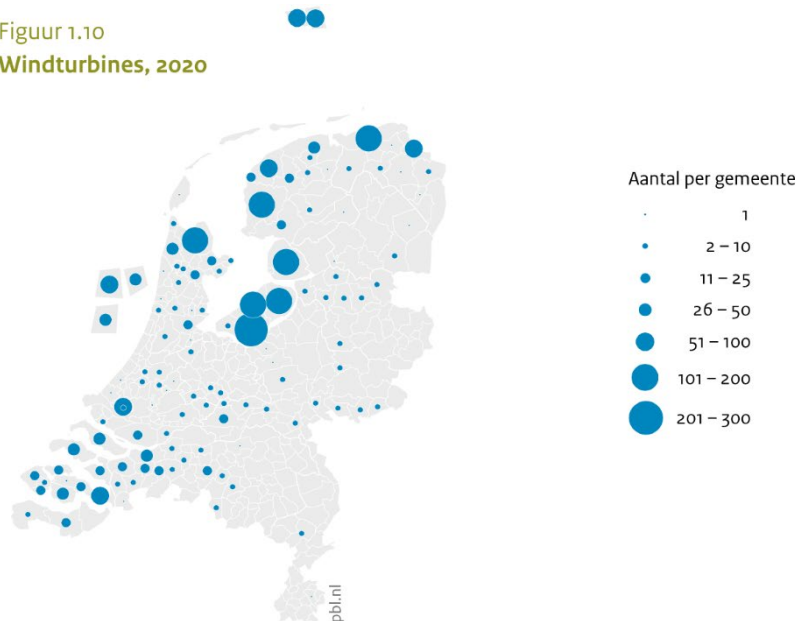 Figuur 1.10
Windturbines, 2020
Aantal per gemeente
1
2 – 10
11 – 25
26 – 50
51 – 100
101 – 200
201 – 300
pbl.nl